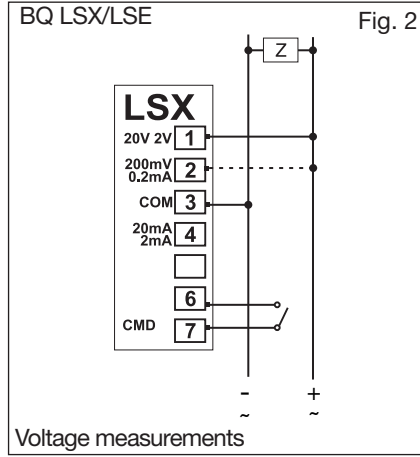 BQ LSX/LSE
Fig. 2
Z
LSX
20V 2V 1
200mV
0.2mA 2
COM 3
20mA
2mA 4
6
CMD 7
- +
~ ~
Voltage measurements